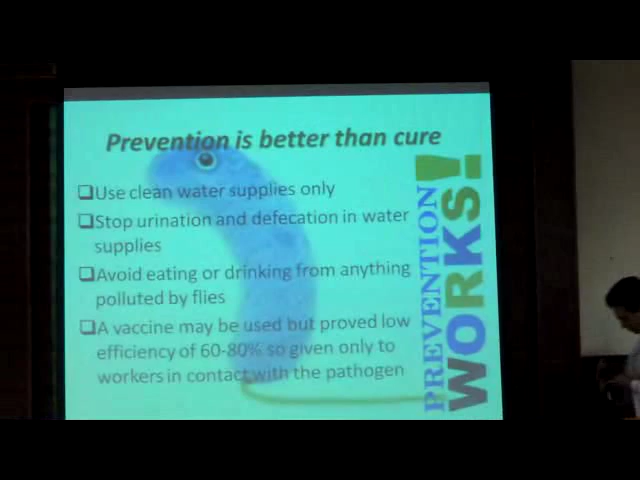 Prevention is better than cure
Use clean water supplies only
Stop urination and defecation in water
supplies
Avoid eating or drinking from anything
polluted by flies
A vaccine may be used but proved low
efficiency of 60-80% so given only to
workers in contact with the pathogen
PREVENTION
WORKS!